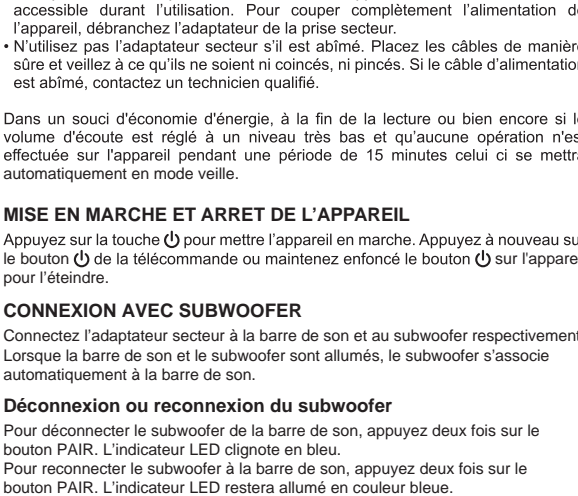 accessible durant l'utilisation. Pour couper complètement l'alimentation d
l'appareil, débranchez l'adaptateur de la prise secteur.
• N'utilisez pas l'adaptateur secteur s'il est abîmé. Placez les câbles de manière
sûre et veillez à ce qu'ils ne soient ni coincés, ni pincés. Si le câble d'alimentation
est abîmé, contactez un technicien qualifié.
Dans un souci d'économie d'énergie, à la fin de la lecture ou bien encore si l
volume d'écoute est réglé à un niveau très bas et qu'aucune opération n'es
effectuée sur l'appareil pendant une période de 15 minutes celui ci se mettr
automatiquement en mode veille.
MISE EN MARCHE ET ARRET DE L'APPAREIL
Appuyez sur la touche ⏻ pour mettre l'appareil en marche. Appuyez à nouveau su
le bouton ⏻ de la télécommande ou maintenez enfoncé le bouton ⏻ sur l'appare
pour l'éteindre.
CONNEXION AVEC SUBWOOFER
Connectez l'adaptateur secteur à la barre de son et au subwoofer respectivement
Lorsque la barre de son et le subwoofer sont allumés, le subwoofer s'associe
automatiquement à la barre de son.
Déconnexion ou reconnexion du subwoofer
Pour déconnecter le subwoofer de la barre de son, appuyez deux fois sur le
bouton PAIR. L'indicateur LED clignote en bleu.
Pour reconnecter le subwoofer à la barre de son, appuyez deux fois sur le
bouton PAIR. L'indicateur LED restera allumé en couleur bleue.